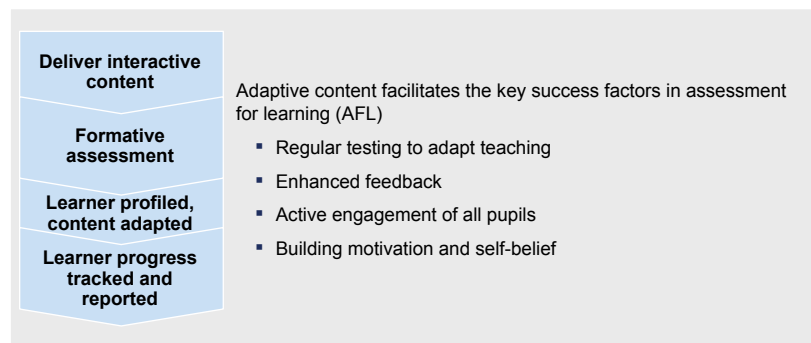 Deliver interactive
content
Formative
assessment
Learner profiled,
content adapted
Learner progress
tracked and
reported
Adaptive content facilitates the key success factors in assessment
for learning (AFL)
▪ Regular testing to adapt teaching
▪ Enhanced feedback
▪ Active engagement of all pupils
▪ Building motivation and self-belief